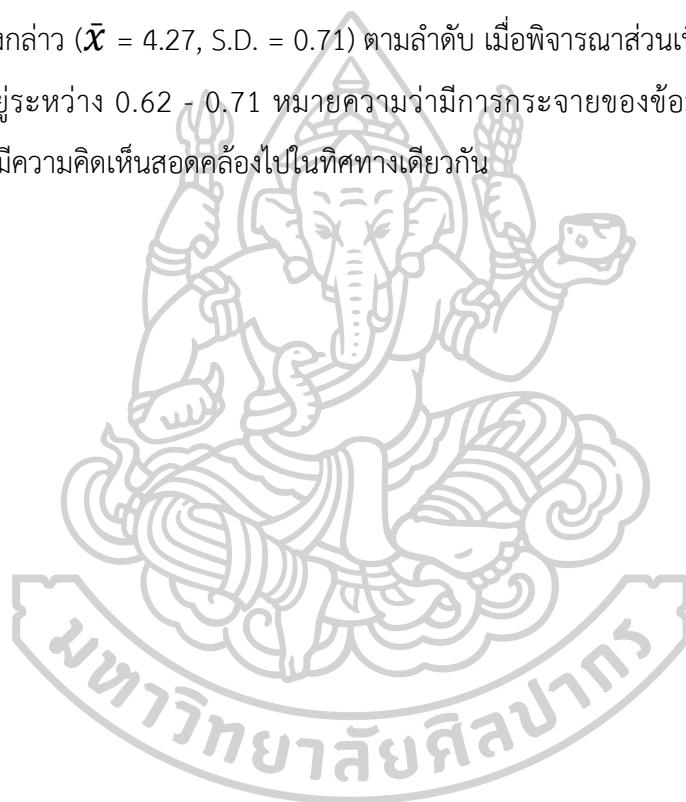 งกล่าว (x̄ = 4.27, S.D. = 0.71) ตามลำดับ เมื่อพิจารณาส่วนเ
ยู่ระหว่าง 0.62 - 0.71 หมายความว่ามีการกระจายของข้อ
มีความคิดเห็นสอดคล้องไปในทิศทางเดียวกัน
มหาวิทยาลัยศิลปากร